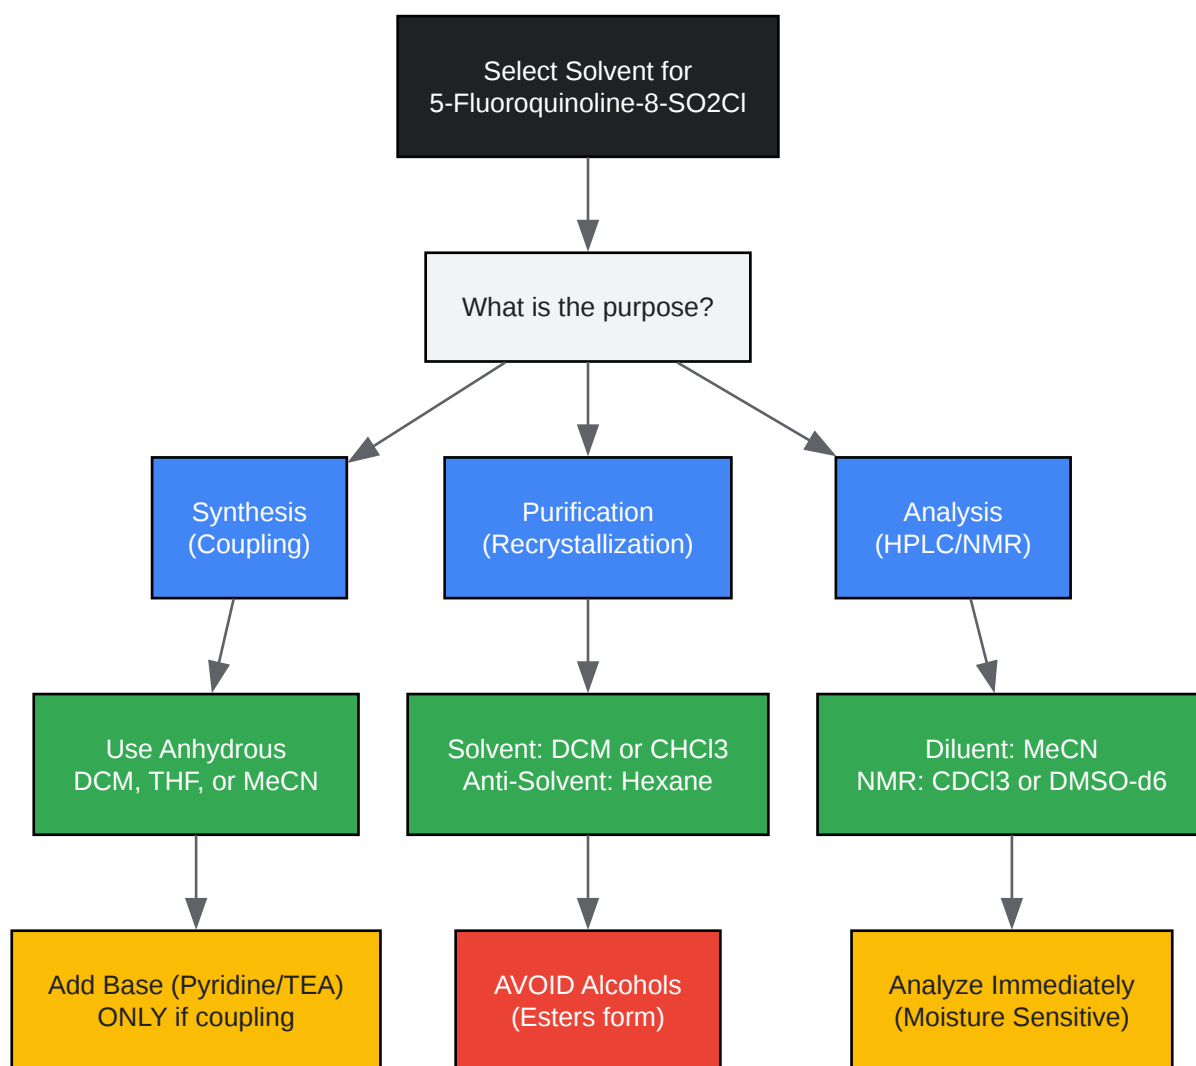 Select Solvent for
5-Fluoroquinoline-8-SO2Cl
What is the purpose?
Synthesis
(Coupling)
Purification
(Recrystallization)
Analysis
(HPLC/NMR)
Use Anhydrous
DCM, THF, or MeCN
Solvent: DCM or CHCl3
Anti-Solvent: Hexane
Diluent: MeCN
NMR: CDCl3 or DMSO-d6
Add Base (Pyridine/TEA)
ONLY if coupling
AVOID Alcohols
(Esters form)
Analyze Immediately
(Moisture Sensitive)